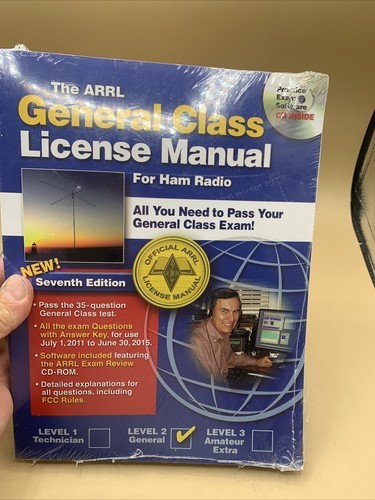 The ARRL
General Class
License Manual
For Ham Radio
Practice
Exam
Software
CD INSIDE
All You Need to Pass Your
General Class Exam!
OFFICIAL ARRL
LICENSE MANUAL
NEW!
Seventh Edition
• Pass the 35-question
General Class test.
• All the exam Questions
with Answer Key, for use
July 1, 2011 to June 30, 2015.
• Software included featuring
the ARRL Exam Review
CD-ROM.
• Detailed explanations for
all questions, including
FCC Rules.
LEVEL 1
Technician
LEVEL 2
General
LEVEL 3
Amateur
Extra